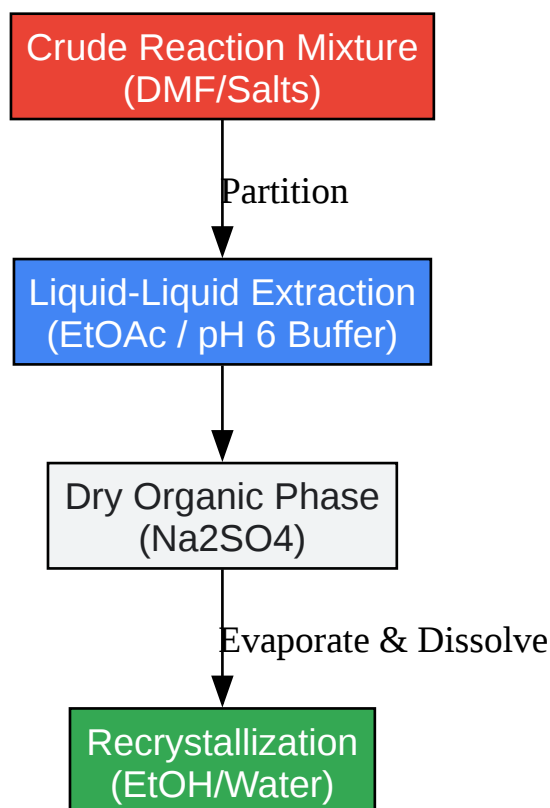 Crude Reaction Mixture
(DMF/Salts)
Partition
Liquid-Liquid Extraction
(EtOAc / pH 6 Buffer)
Dry Organic Phase
(Na2SO4)
Evaporate & Dissolve
Recrystallization
(EtOH/Water)